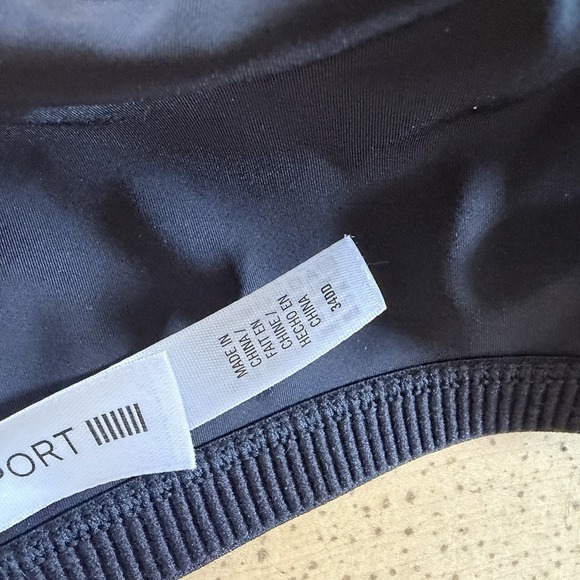 PORT
MADE IN
CHINA/
FAIT EN
CHINE/
HECHO EN
CHINA
34DD